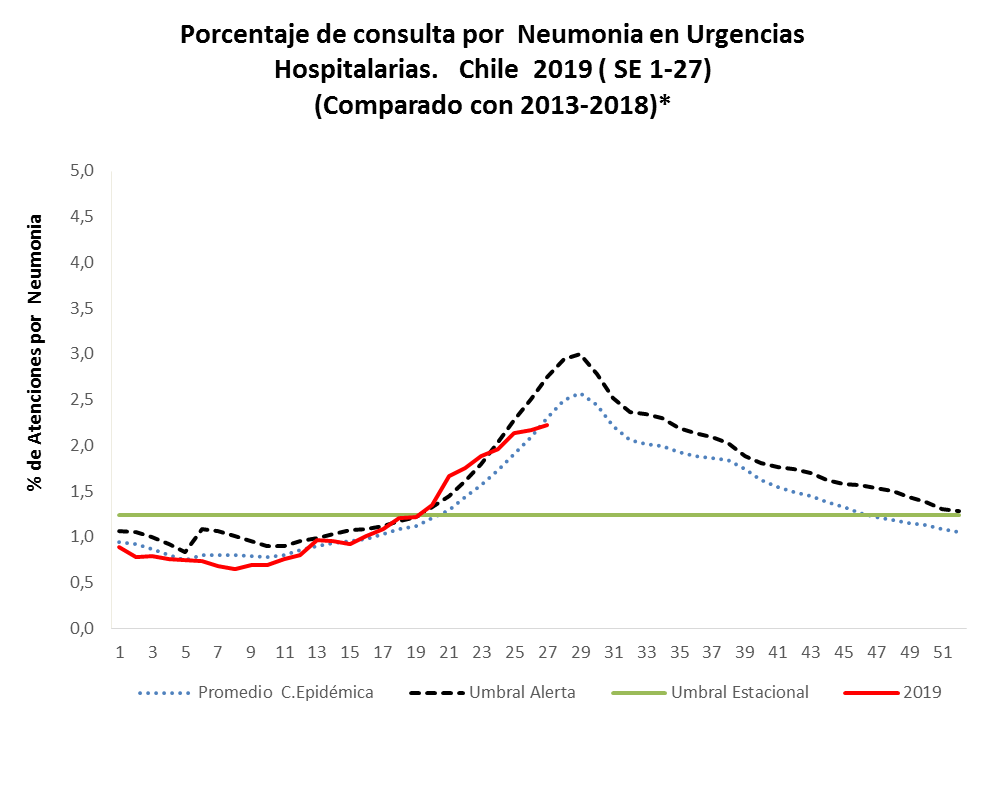 Porcentaje de consulta por  Neumonia en Urgencias
Hospitalarias.   Chile  2019 ( SE 1-27)
(Comparado con 2013-2018)*
% de Atenciones por  Neumonia
5,0
4,5
4,0
3,5
3,0
2,5
2,0
1,5
1,0
0,5
0,0
1 3 5 7 9 11 13 15 17 19 21 23 25 27 29 31 33 35 37 39 41 43 45 47 49 51
Promedio  C.Epidémica Umbral Alerta Umbral Estacional 2019